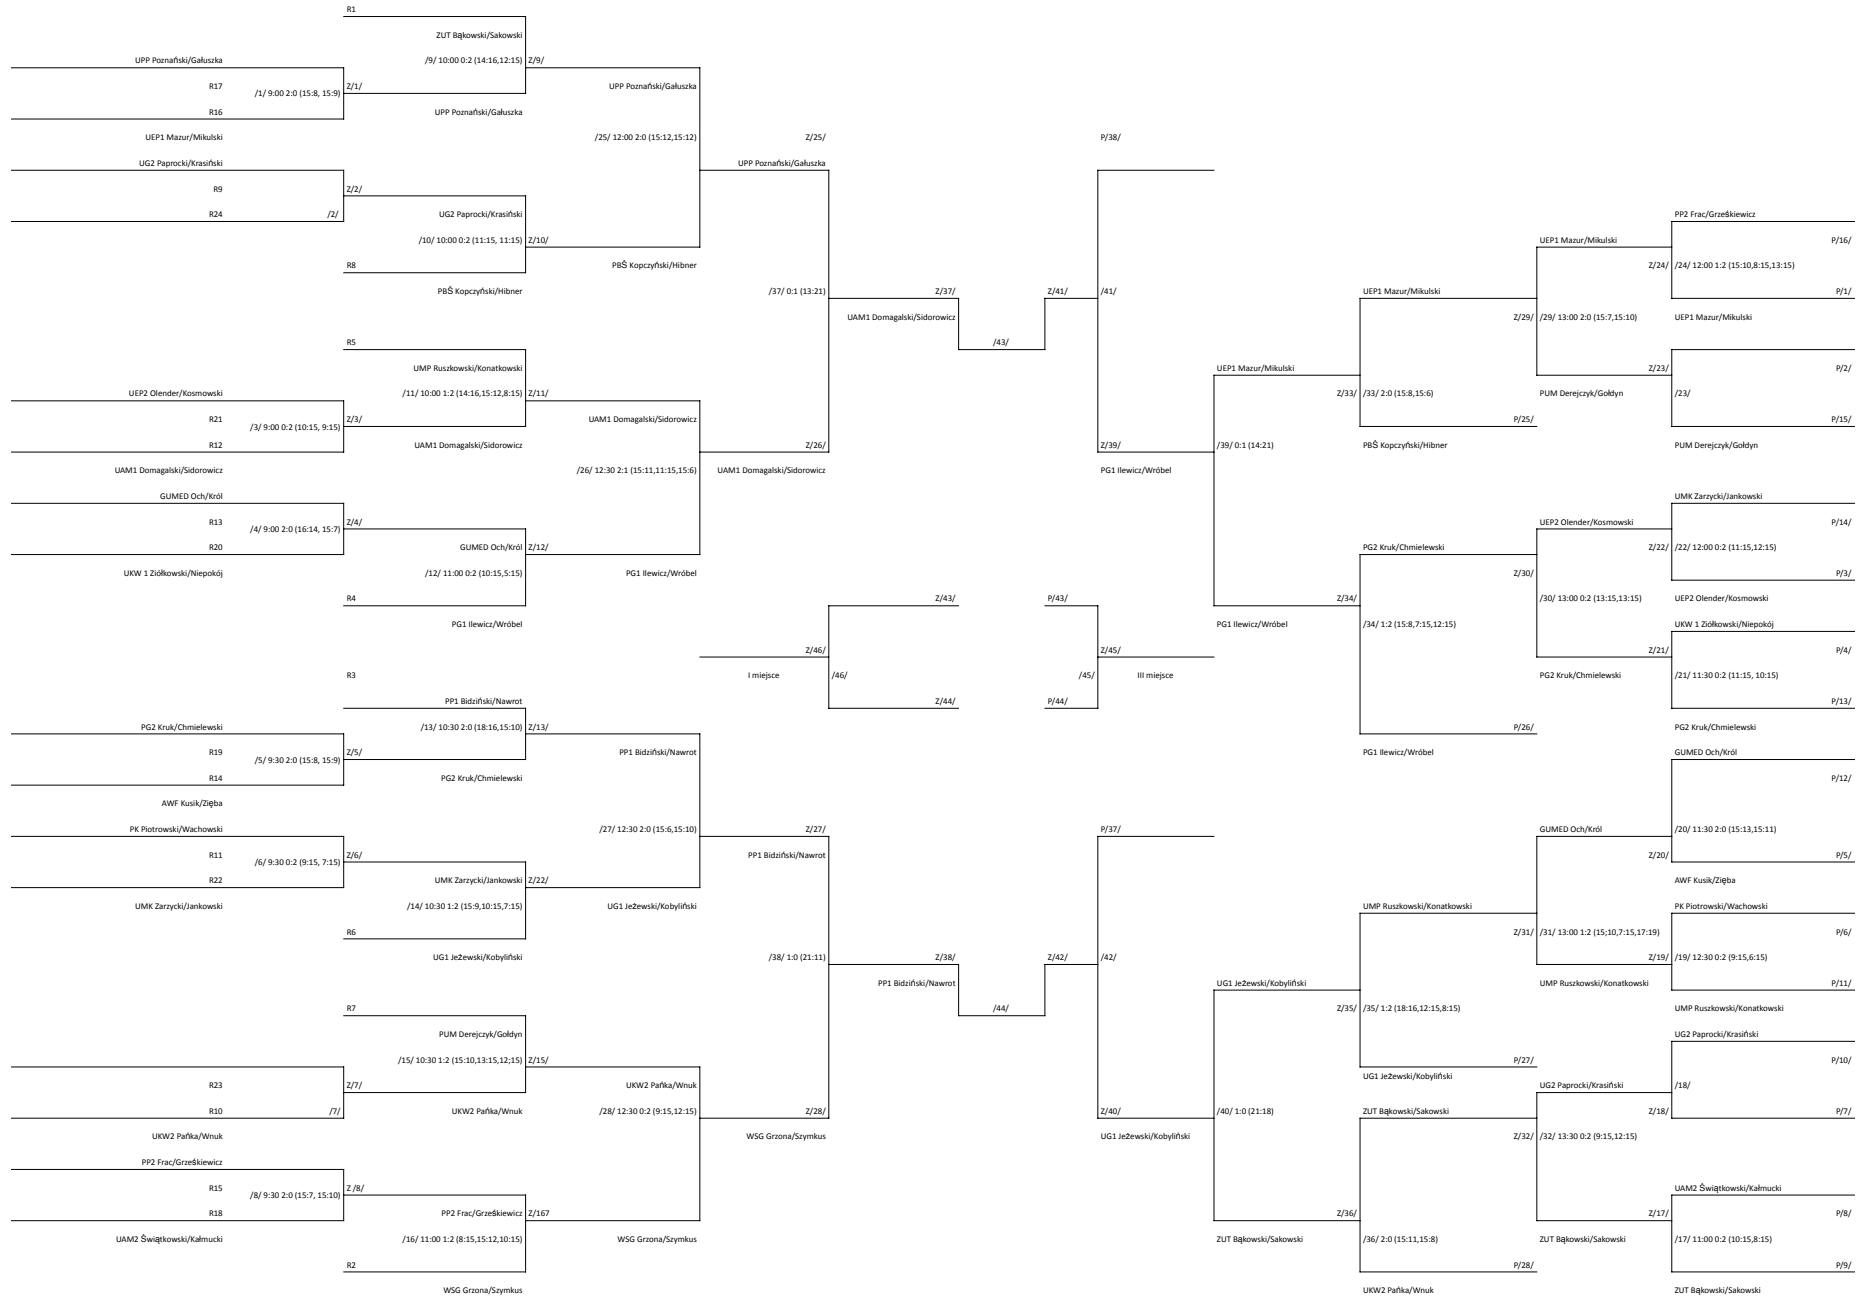 R1
ZUT Bąkowski/Sakowski
UPP Poznański/Gałuszka
/9/ 10:00 0:2 (14:16,12:15)
Z/9/
R17
/1/ 9:00 2:0 (15:8, 15:9)
Z/1/
UPP Poznański/Gałuszka
R16
UPP Poznański/Gałuszka
UEP1 Mazur/Mikulski
/25/ 12:00 2:0 (15:12,15:12)
Z/25/
P/38/
UG2 Paprocki/Krasiński
UPP Poznański/Gałuszka
R9
Z/2/
R24
/2/
UG2 Paprocki/Krasiński
PP2 Frac/Grześkiewicz
/10/ 10:00 0:2 (11:15, 11:15)
Z/10/
UEP1 Mazur/Mikulski
P/16/
R8
PBŚ Kopczyński/Hibner
Z/24/
/24/ 12:00 1:2 (15:10,8:15,13:15)
PBŚ Kopczyński/Hibner
/37/ 0:1 (13:21)
Z/37/
Z/41/
/41/
UEP1 Mazur/Mikulski
P/1/
UAM1 Domagalski/Sidorowicz
Z/29/
/29/ 13:00 2:0 (15:7,15:10)
UEP1 Mazur/Mikulski
R5
/43/
UMP Ruszkowski/Konatkowski
UEP1 Mazur/Mikulski
Z/23/
P/2/
UEP2 Olender/Kosmowski
/11/ 10:00 1:2 (14:16,15:12,8:15)
Z/11/
Z/33/
/33/ 2:0 (15:8,15:6)
PUM Derejczyk/Gołdyn
/23/
R21
/3/ 9:00 0:2 (10:15, 9:15)
Z/3/
UAM1 Domagalski/Sidorowicz
P/25/
P/15/
R12
UAM1 Domagalski/Sidorowicz
Z/26/
Z/39/
/39/ 0:1 (14:21)
PBŚ Kopczyński/Hibner
PUM Derejczyk/Gołdyn
UAM1 Domagalski/Sidorowicz
/26/ 12:30 2:1 (15:11,11:15,15:6)
UAM1 Domagalski/Sidorowicz
PG1 Ilewicz/Wróbel
GUMED Och/Król
UMK Zarzycki/Jankowski
R13
/4/ 9:00 2:0 (16:14, 15:7)
Z/4/
UEP2 Olender/Kosmowski
P/14/
R20
GUMED Och/Król
Z/12/
PG2 Kruk/Chmielewski
Z/22/
/22/ 12:00 0:2 (11:15,12:15)
UKW 1 Ziółkowski/Niepokój
/12/ 11:00 0:2 (10:15,5:15)
PG1 Ilewicz/Wróbel
Z/30/
P/3/
R4
Z/43/
P/43/
Z/34/
/30/ 13:00 0:2 (13:15,13:15)
UEP2 Olender/Kosmowski
PG1 Ilewicz/Wróbel
PG1 Ilewicz/Wróbel
/34/ 1:2 (15:8,7:15,12:15)
UKW 1 Ziółkowski/Niepokój
Z/46/
Z/45/
Z/21/
P/4/
R3
I miejsce
/46/
/45/
III miejsce
PG2 Kruk/Chmielewski
/21/ 11:30 0:2 (11:15, 10:15)
PP1 Bidziński/Nawrot
Z/44/
P/44/
P/13/
PG2 Kruk/Chmielewski
/13/ 10:30 2:0 (18:16,15:10)
Z/13/
P/26/
PG2 Kruk/Chmielewski
R19
/5/ 9:30 2:0 (15:8, 15:9)
Z/5/
PP1 Bidziński/Nawrot
PG1 Ilewicz/Wróbel
GUMED Och/Król
R14
PG2 Kruk/Chmielewski
P/12/
AWF Kusik/Zięba
PK Piotrowski/Wachowski
/27/ 12:30 2:0 (15:6,15:10)
Z/27/
P/37/
GUMED Och/Król
/20/ 11:30 2:0 (15:13,15:11)
R11
/6/ 9:30 0:2 (9:15, 7:15)
Z/6/
PP1 Bidziński/Nawrot
Z/20/
P/5/
R22
UMK Zarzycki/Jankowski
Z/22/
AWF Kusik/Zięba
UMK Zarzycki/Jankowski
/14/ 10:30 1:2 (15:9,10:15,7:15)
UG1 Jeżewski/Kobyliński
UMP Ruszkowski/Konatkowski
PK Piotrowski/Wachowski
R6
Z/31/
/31/ 13:00 1:2 (15;10,7:15,17:19)
P/6/
UG1 Jeżewski/Kobyliński
/38/ 1:0 (21:11)
Z/38/
Z/42/
/42/
Z/19/
/19/ 12:30 0:2 (9:15,6:15)
PP1 Bidziński/Nawrot
UG1 Jeżewski/Kobyliński
UMP Ruszkowski/Konatkowski
P/11/
R7
/44/
Z/35/
/35/ 1:2 (18:16,12:15,8:15)
UMP Ruszkowski/Konatkowski
PUM Derejczyk/Gołdyn
UG2 Paprocki/Krasiński
/15/ 10:30 1:2 (15:10,13:15,12;15)
Z/15/
P/27/
P/10/
R23
Z/7/
UKW2 Pańka/Wnuk
UG1 Jeżewski/Kobyliński
UG2 Paprocki/Krasiński
/18/
R10
/7/
UKW2 Pańka/Wnuk
/28/ 12:30 0:2 (9:15,12:15)
Z/28/
Z/40/
/40/ 1:0 (21:18)
ZUT Bąkowski/Sakowski
Z/18/
P/7/
UKW2 Pańka/Wnuk
WSG Grzona/Szymkus
UG1 Jeżewski/Kobyliński
Z/32/
/32/ 13:30 0:2 (9:15,12:15)
PP2 Frac/Grześkiewicz
R15
/8/ 9:30 2:0 (15:7, 15:10)
Z /8/
UAM2 Świątkowski/Kałmucki
R18
PP2 Frac/Grześkiewicz
Z/167
Z/36/
Z/17/
P/8/
UAM2 Świątkowski/Kałmucki
/16/ 11:00 1:2 (8:15,15:12,10:15)
WSG Grzona/Szymkus
ZUT Bąkowski/Sakowski
/36/ 2:0 (15:11,15:8)
ZUT Bąkowski/Sakowski
/17/ 11:00 0:2 (10:15,8:15)
R2
P/28/
P/9/
WSG Grzona/Szymkus
UKW2 Pańka/Wnuk
ZUT Bąkowski/Sakowski